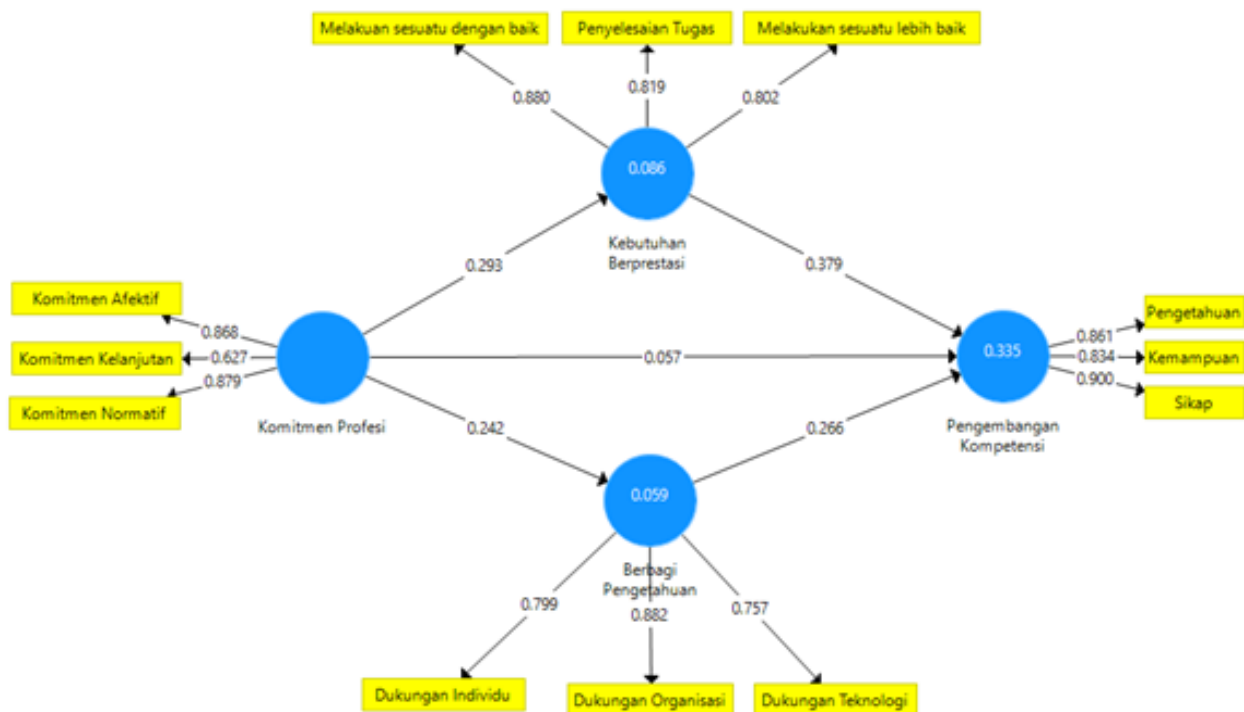 Melakuan sesuatu dengan baik
Penyelesaian Tugas
Melakukan sesuatu lebih baik
0.880
0.819
0.802
0.086
Kebutuhan
Berprestasi
0.293
0.379
Komitmen Afektif
0.868
Komitmen Kelanjutan
0.627
Komitmen Normatif
0.879
Komitmen Profesi
0.057
0.335
Pengembangan
Kompetensi
0.861
Pengetahuan
0.834
Kemampuan
0.900
Sikap
0.242
0.266
0.059
Berbagi
Pengetahuan
0.799
0.882
0.757
Dukungan Individu
Dukungan Organisasi
Dukungan Teknologi